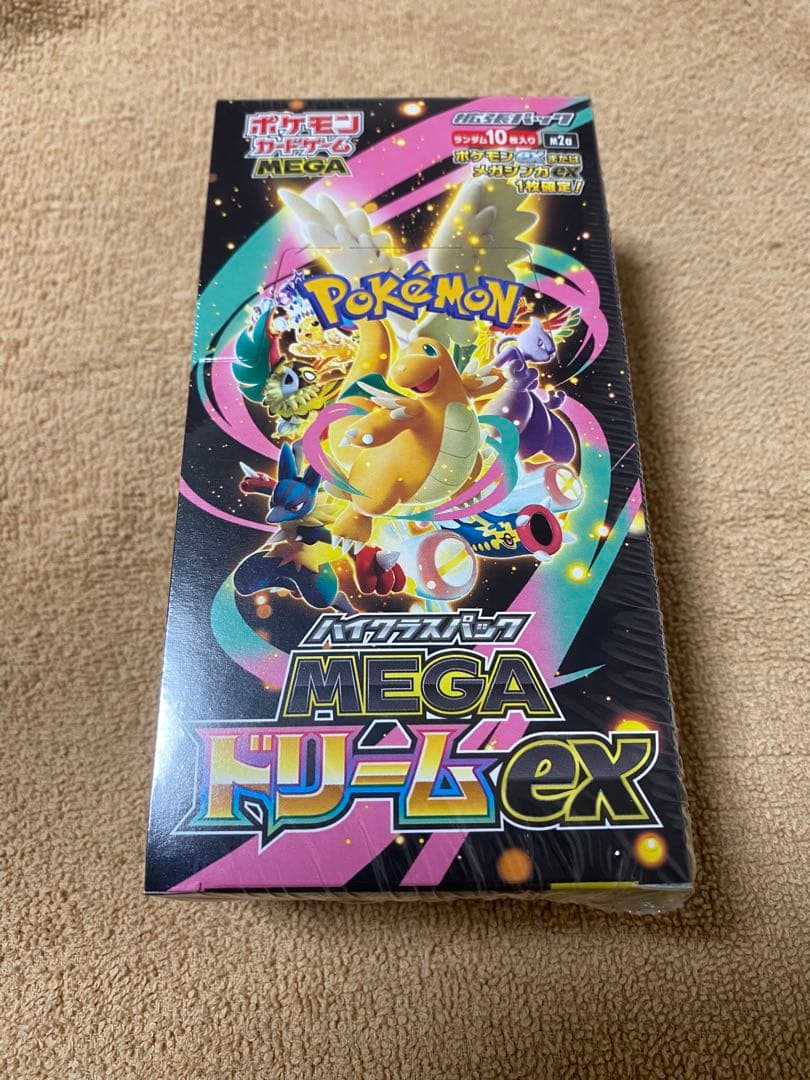 ポケモン
カードゲーム
MEGA
拡張パック
ランダム10枚入り
M2a
ポケモンexまたは
メガシンカex
1枚確定!
POKéMON
ハイクラスパック
MEGA
ドリームex